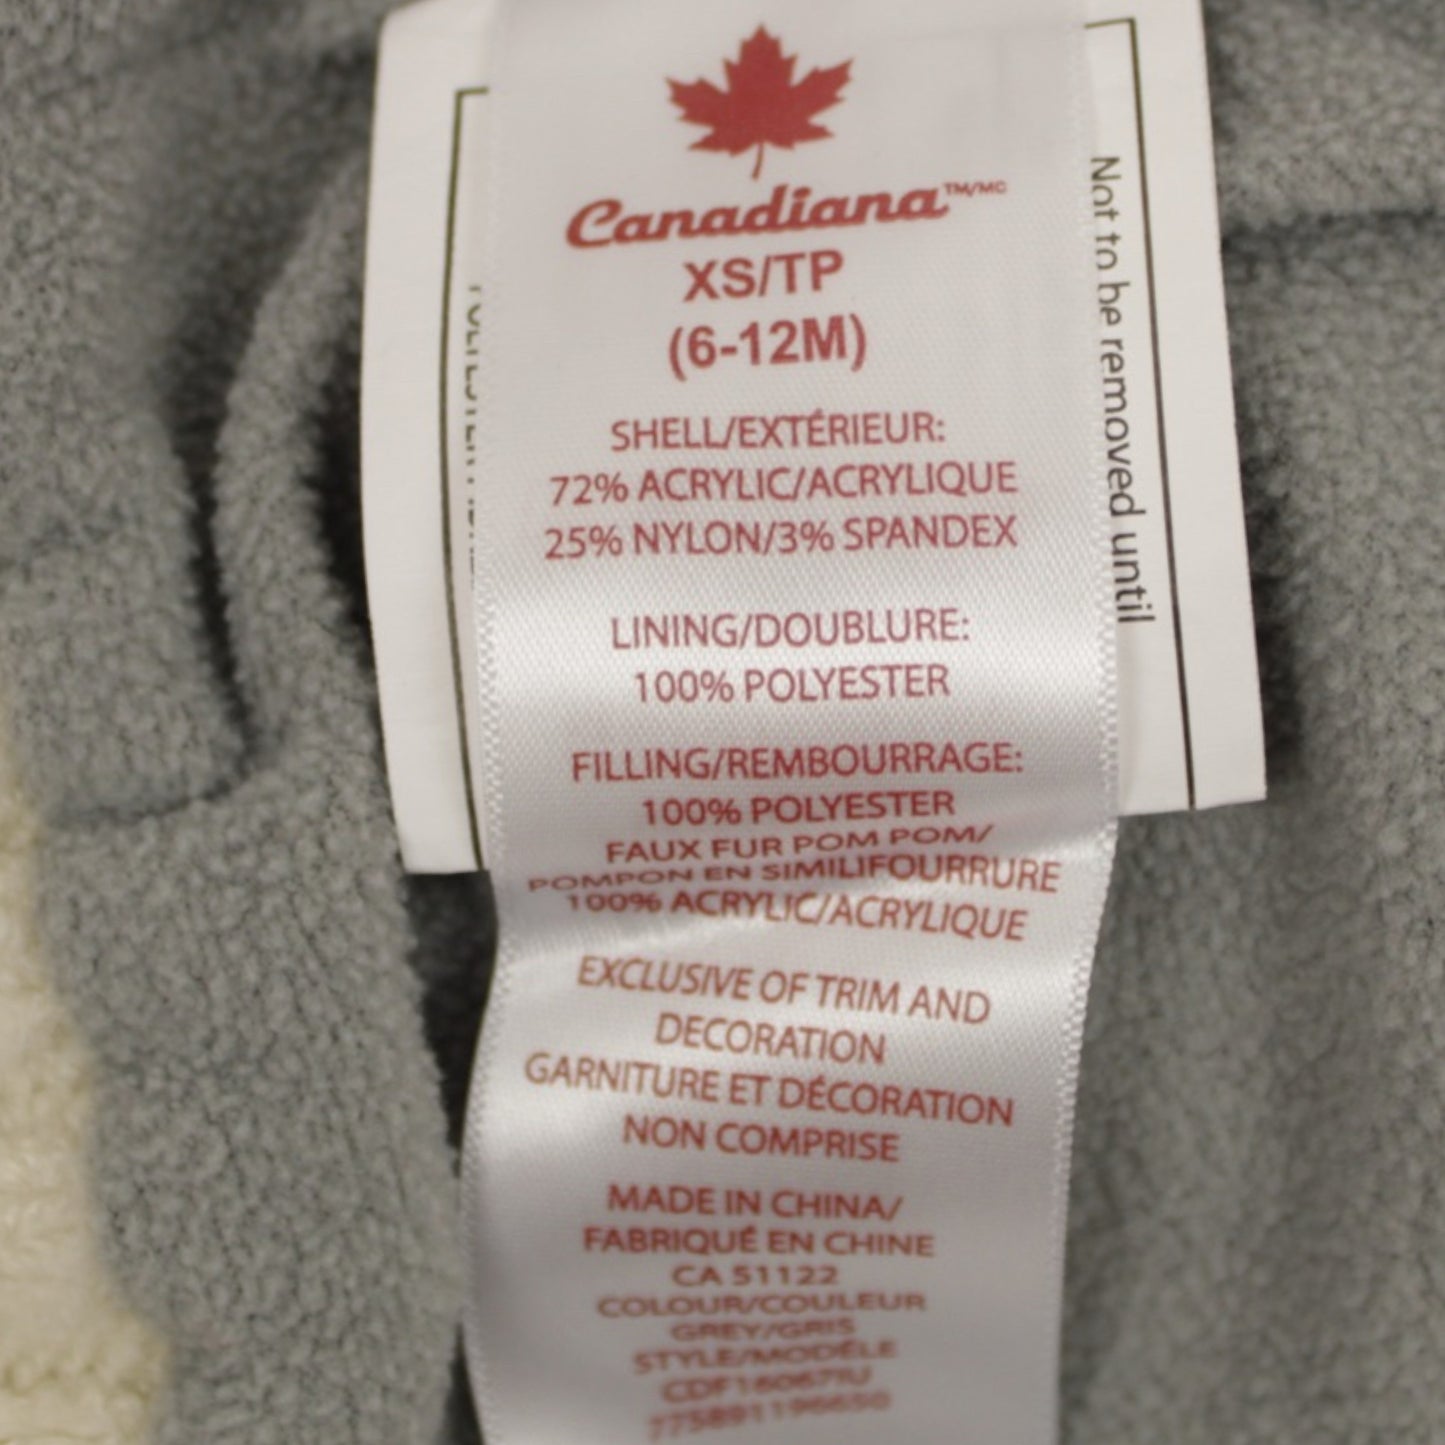 Canadiana™/MC
XS/TP
(6-12M)
SHELL/EXTÉRIEUR:
72% ACRYLIC/ACRYLIQUE
25% NYLON/3% SPANDEX
LINING/DOUBLURE:
100% POLYESTER
FILLING/REMBOURRAGE:
100% POLYESTER
FAUX FUR POM POM/
POMPON EN SIMILIFOURRURE
100% ACRYLIC/ACRYLIQUE
EXCLUSIVE OF TRIM AND
DECORATION
GARNITURE ET DÉCORATION
NON COMPRISE
MADE IN CHINA/
FABRIQUÉ EN CHINE
CA 51122
COLOUR/COULEUR
GREY/GRIS
STYLE/MODÈLE
Not to be removed until